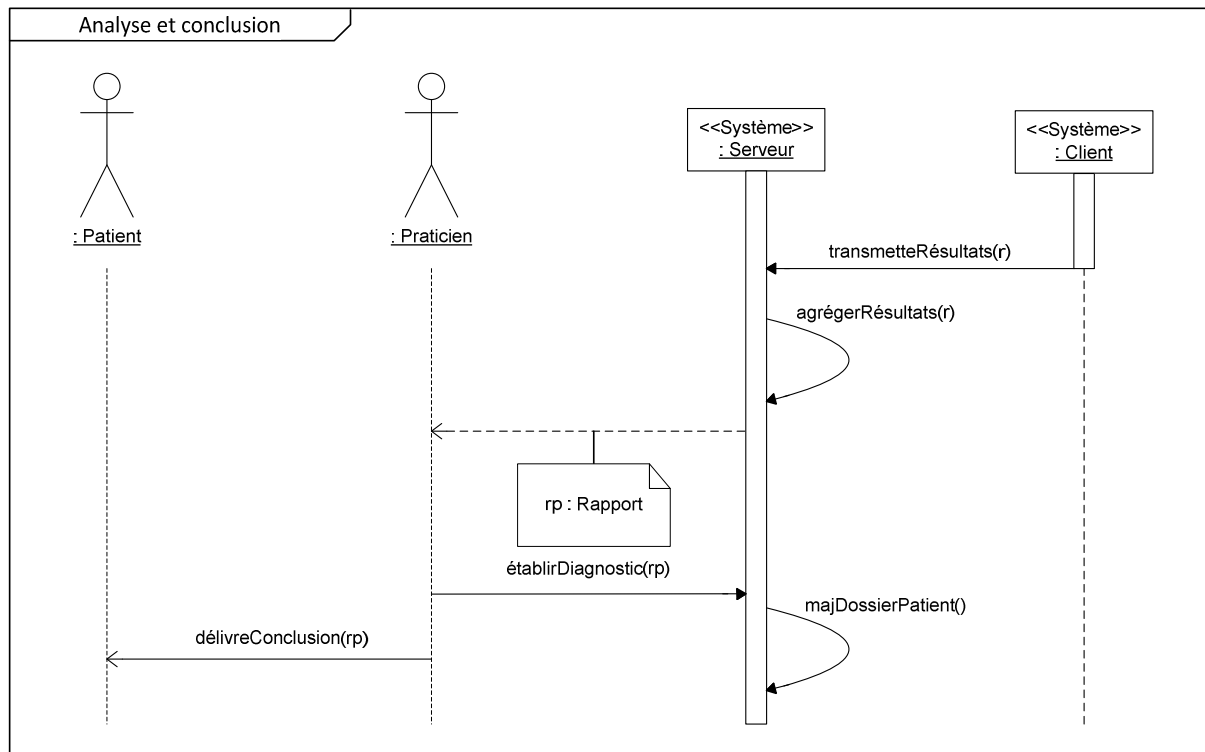 Analyse et conclusion
<<Système>>
: Serveur
<<Système>>
: Client
: Patient
: Praticien
transmetteRésultats(r)
agrégerRésultats(r)
rp : Rapport
établirDiagnostic(rp)
majDossierPatient()
délivreConclusion(rp)